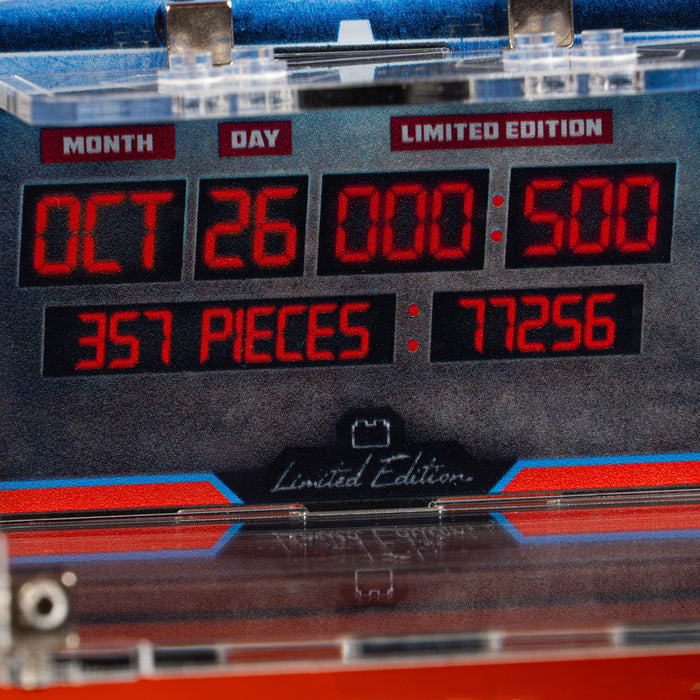 MONTH DAY LIMITED EDITION
OCT 26 000:500
357 PIECES : 77256
Limited Edition.